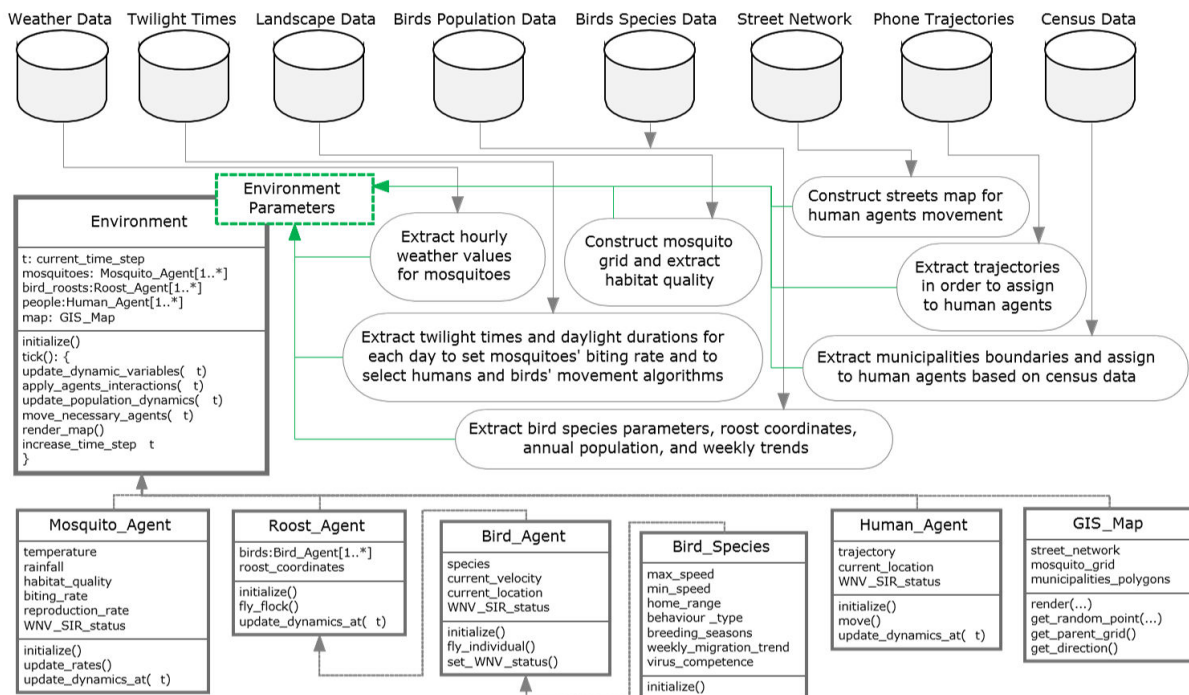 Weather Data
Twilight Times
Landscape Data
Birds Population Data
Birds Species Data
Street Network
Phone Trajectories
Census Data
Environment
Parameters
Environment
t: current_time_step
mosquitoes: Mosquito_Agent[1..*]
bird_roosts:Roost_Agent[1..*]
people:Human_Agent[1..*]
map: GIS_Map
initialize()
tick(): {
update_dynamic_variables( t)
apply_agents_interactions( t)
update_population_dynamics( t)
move_necessary_agents( t)
render_map()
increase_time_step t
}
Extract hourly
weather values
for mosquitoes
Construct mosquito
grid and extract
habitat quality
Construct streets map for
human agents movement
Extract trajectories
in order to assign
to human agents
Extract twilight times and daylight durations for
each day to set mosquitoes' biting rate and to
select humans and birds' movement algorithms
Extract municipalities boundaries and assign
to human agents based on census data
Extract bird species parameters, roost coordinates,
annual population, and weekly trends
Mosquito_Agent
temperature
rainfall
habitat_quality
biting_rate
reproduction_rate
WNV_SIR_status
initialize()
update_rates()
update_dynamics_at( t)
Roost_Agent
birds:Bird_Agent[1..*]
roost_coordinates
initialize()
fly_flock()
update_dynamics_at( t)
Bird_Agent
species
current_velocity
current_location
WNV_SIR_status
initialize()
fly_individual()
set_WNV_status()
Bird_Species
max_speed
min_speed
home_range
behaviour _type
breeding_seasons
weekly_migration_trend
virus_competence
initialize()
Human_Agent
trajectory
current_location
WNV_SIR_status
initialize()
move()
update_dynamics_at( t)
GIS_Map
street_network
mosquito_grid
municipalities_polygons
render(...)
get_random_point(...)
get_parent_grid()
get_direction()